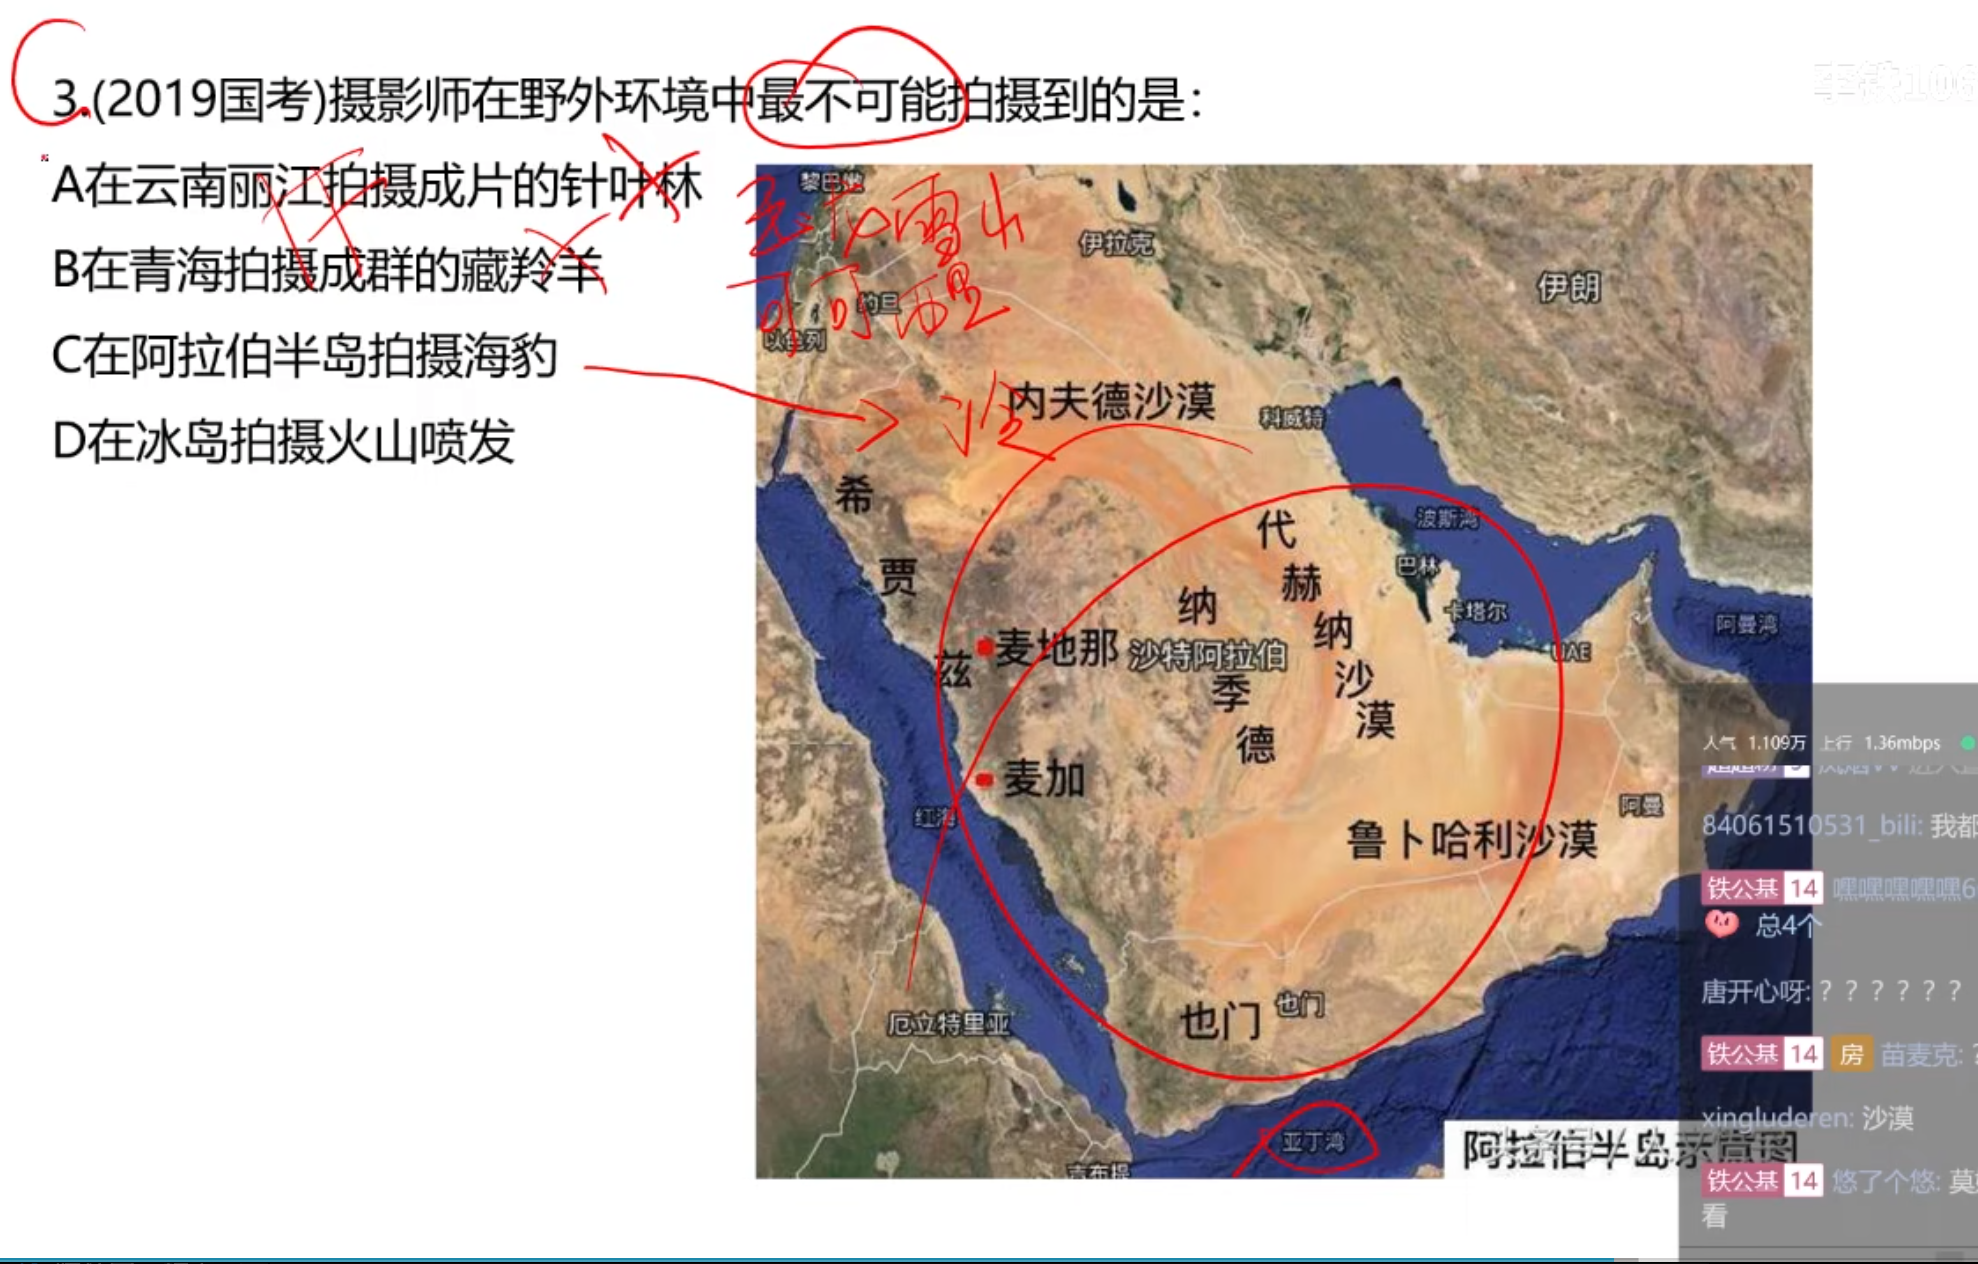 3.(2019国考)摄影师在野外环境中最不可能拍摄到的是：
A在云南丽江拍摄成片的针叶林
B在青海拍摄成群的藏羚羊
C在阿拉伯半岛拍摄海豹
D在冰岛拍摄火山喷发
玉龙雪山
可可西里
冷
伊拉克
伊朗
约旦
以色列
内夫德沙漠
科威特
希贾兹
波斯湾
代赫纳沙漠
巴林
卡塔尔
纳季德
阿曼湾
麦地那
沙特阿拉伯
UAE
麦加
红海
阿曼
鲁卜哈利沙漠
厄立特里亚
也门
也门
亚丁湾
吉布提
阿拉伯半岛示意图
人气 1.109万 上行 1.36mbps
84061510531_bili: 我都
铁公基 14 嘿嘿嘿嘿嘿6
总4个
唐开心呀: ? ? ? ? ? ?
铁公基 14 房 苗麦克: ?
xingluderen: 沙漠
铁公基 14 悠了个悠: 莫
看